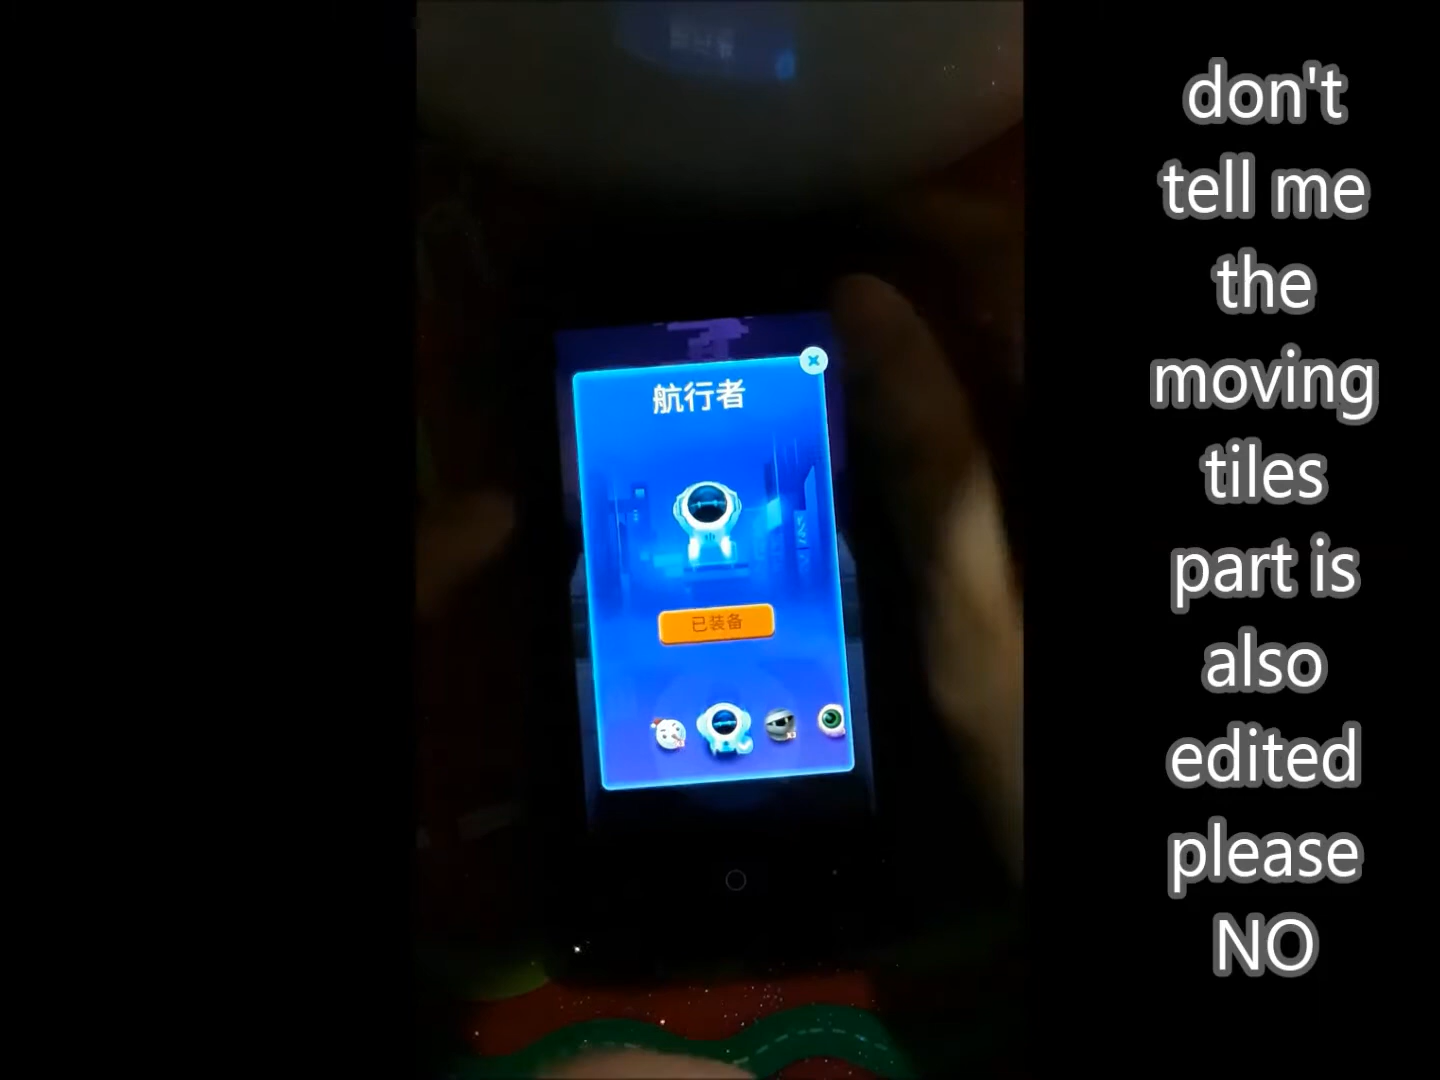 航行者
已装备
don't
tell me
the
moving
tiles
part is
also
edited
please
NO